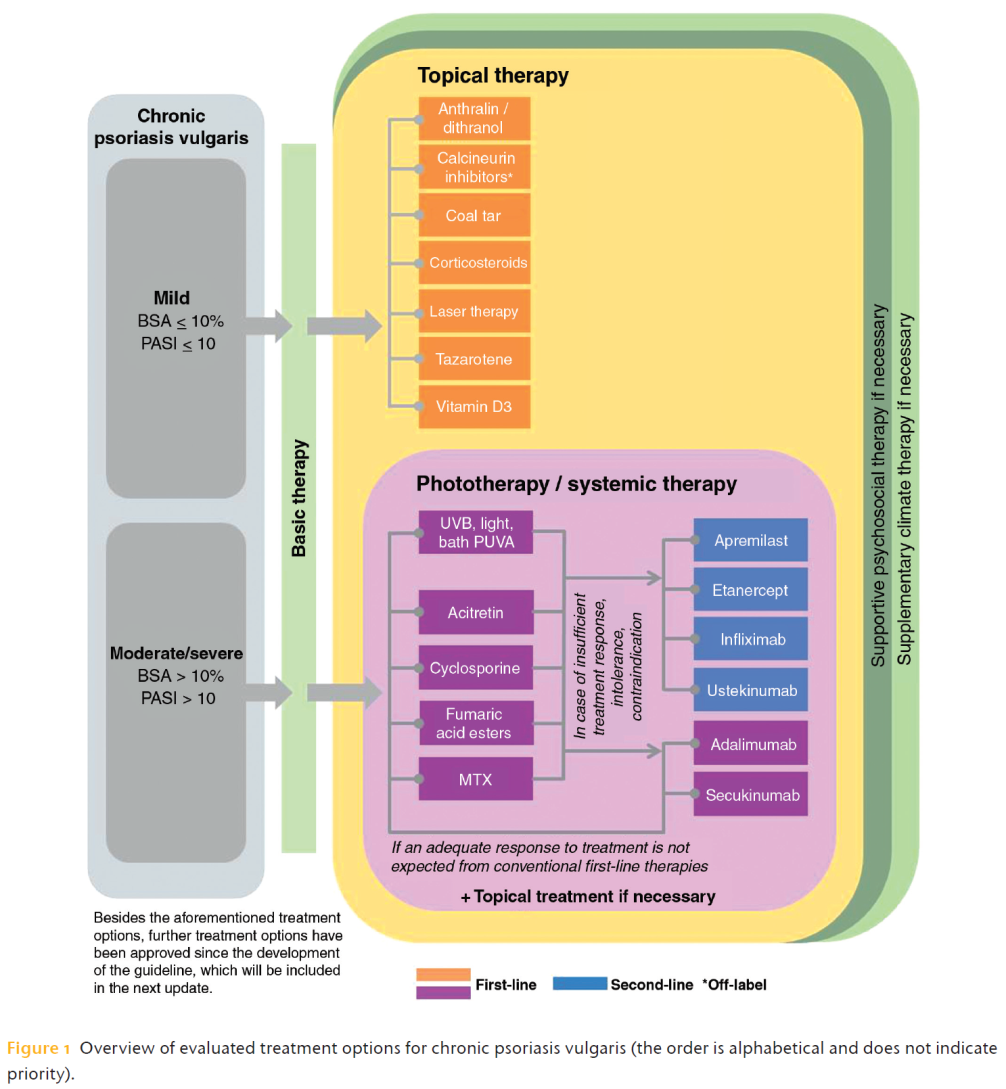 Chronic
psoriasis vulgaris
Mild
BSA ≤ 10%
PASI ≤ 10
Moderate/severe
BSA > 10%
PASI > 10
Basic therapy
Topical therapy
Anthralin /
dithranol
Calcineurin
inhibitors*
Coal tar
Corticosteroids
Laser therapy
Tazarotene
Vitamin D3
Phototherapy / systemic therapy
UVB, light,
bath PUVA
Acitretin
Cyclosporine
Fumaric
acid esters
MTX
In case of insufficient
treatment response,
intolerance,
contraindication
Apremilast
Etanercept
Infliximab
Ustekinumab
Adalimumab
Secukinumab
If an adequate response to treatment is not
expected from conventional first-line therapies
+ Topical treatment if necessary
Supportive psychosocial therapy if necessary
Supplementary climate therapy if necessary
Besides the aforementioned treatment
options, further treatment options have
been approved since the development
of the guideline, which will be included
in the next update.
First-line
Second-line
*Off-label
Figure 1 Overview of evaluated treatment options for chronic psoriasis vulgaris (the order is alphabetical and does not indicate
priority).